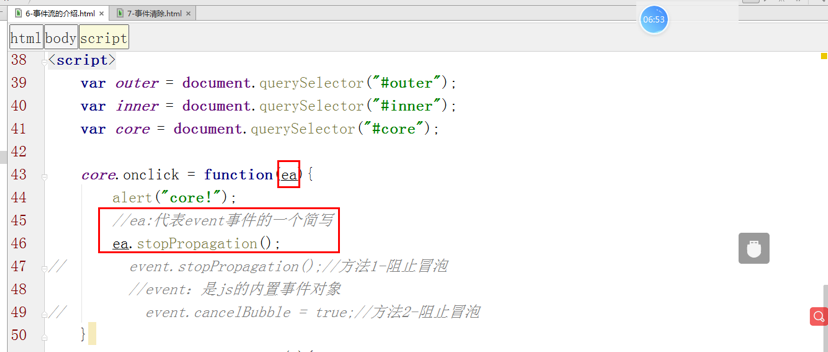 6-事件流的介绍.html × 7-事件清除.html ×
06:53
html body script
38 <script>
39 var outer = document.querySelector("#outer");
40 var inner = document.querySelector("#inner");
41 var core = document.querySelector("#core");
42
43 core.onclick = function(ea){
44 alert("core!");
45 //ea:代表event事件的一个简写
46 ea.stopPropagation();
47 // event.stopPropagation();//方法1-阻止冒泡
48 //event: 是js的内置事件对象
49 // event.cancelBubble = true;//方法2-阻止冒泡
50 }